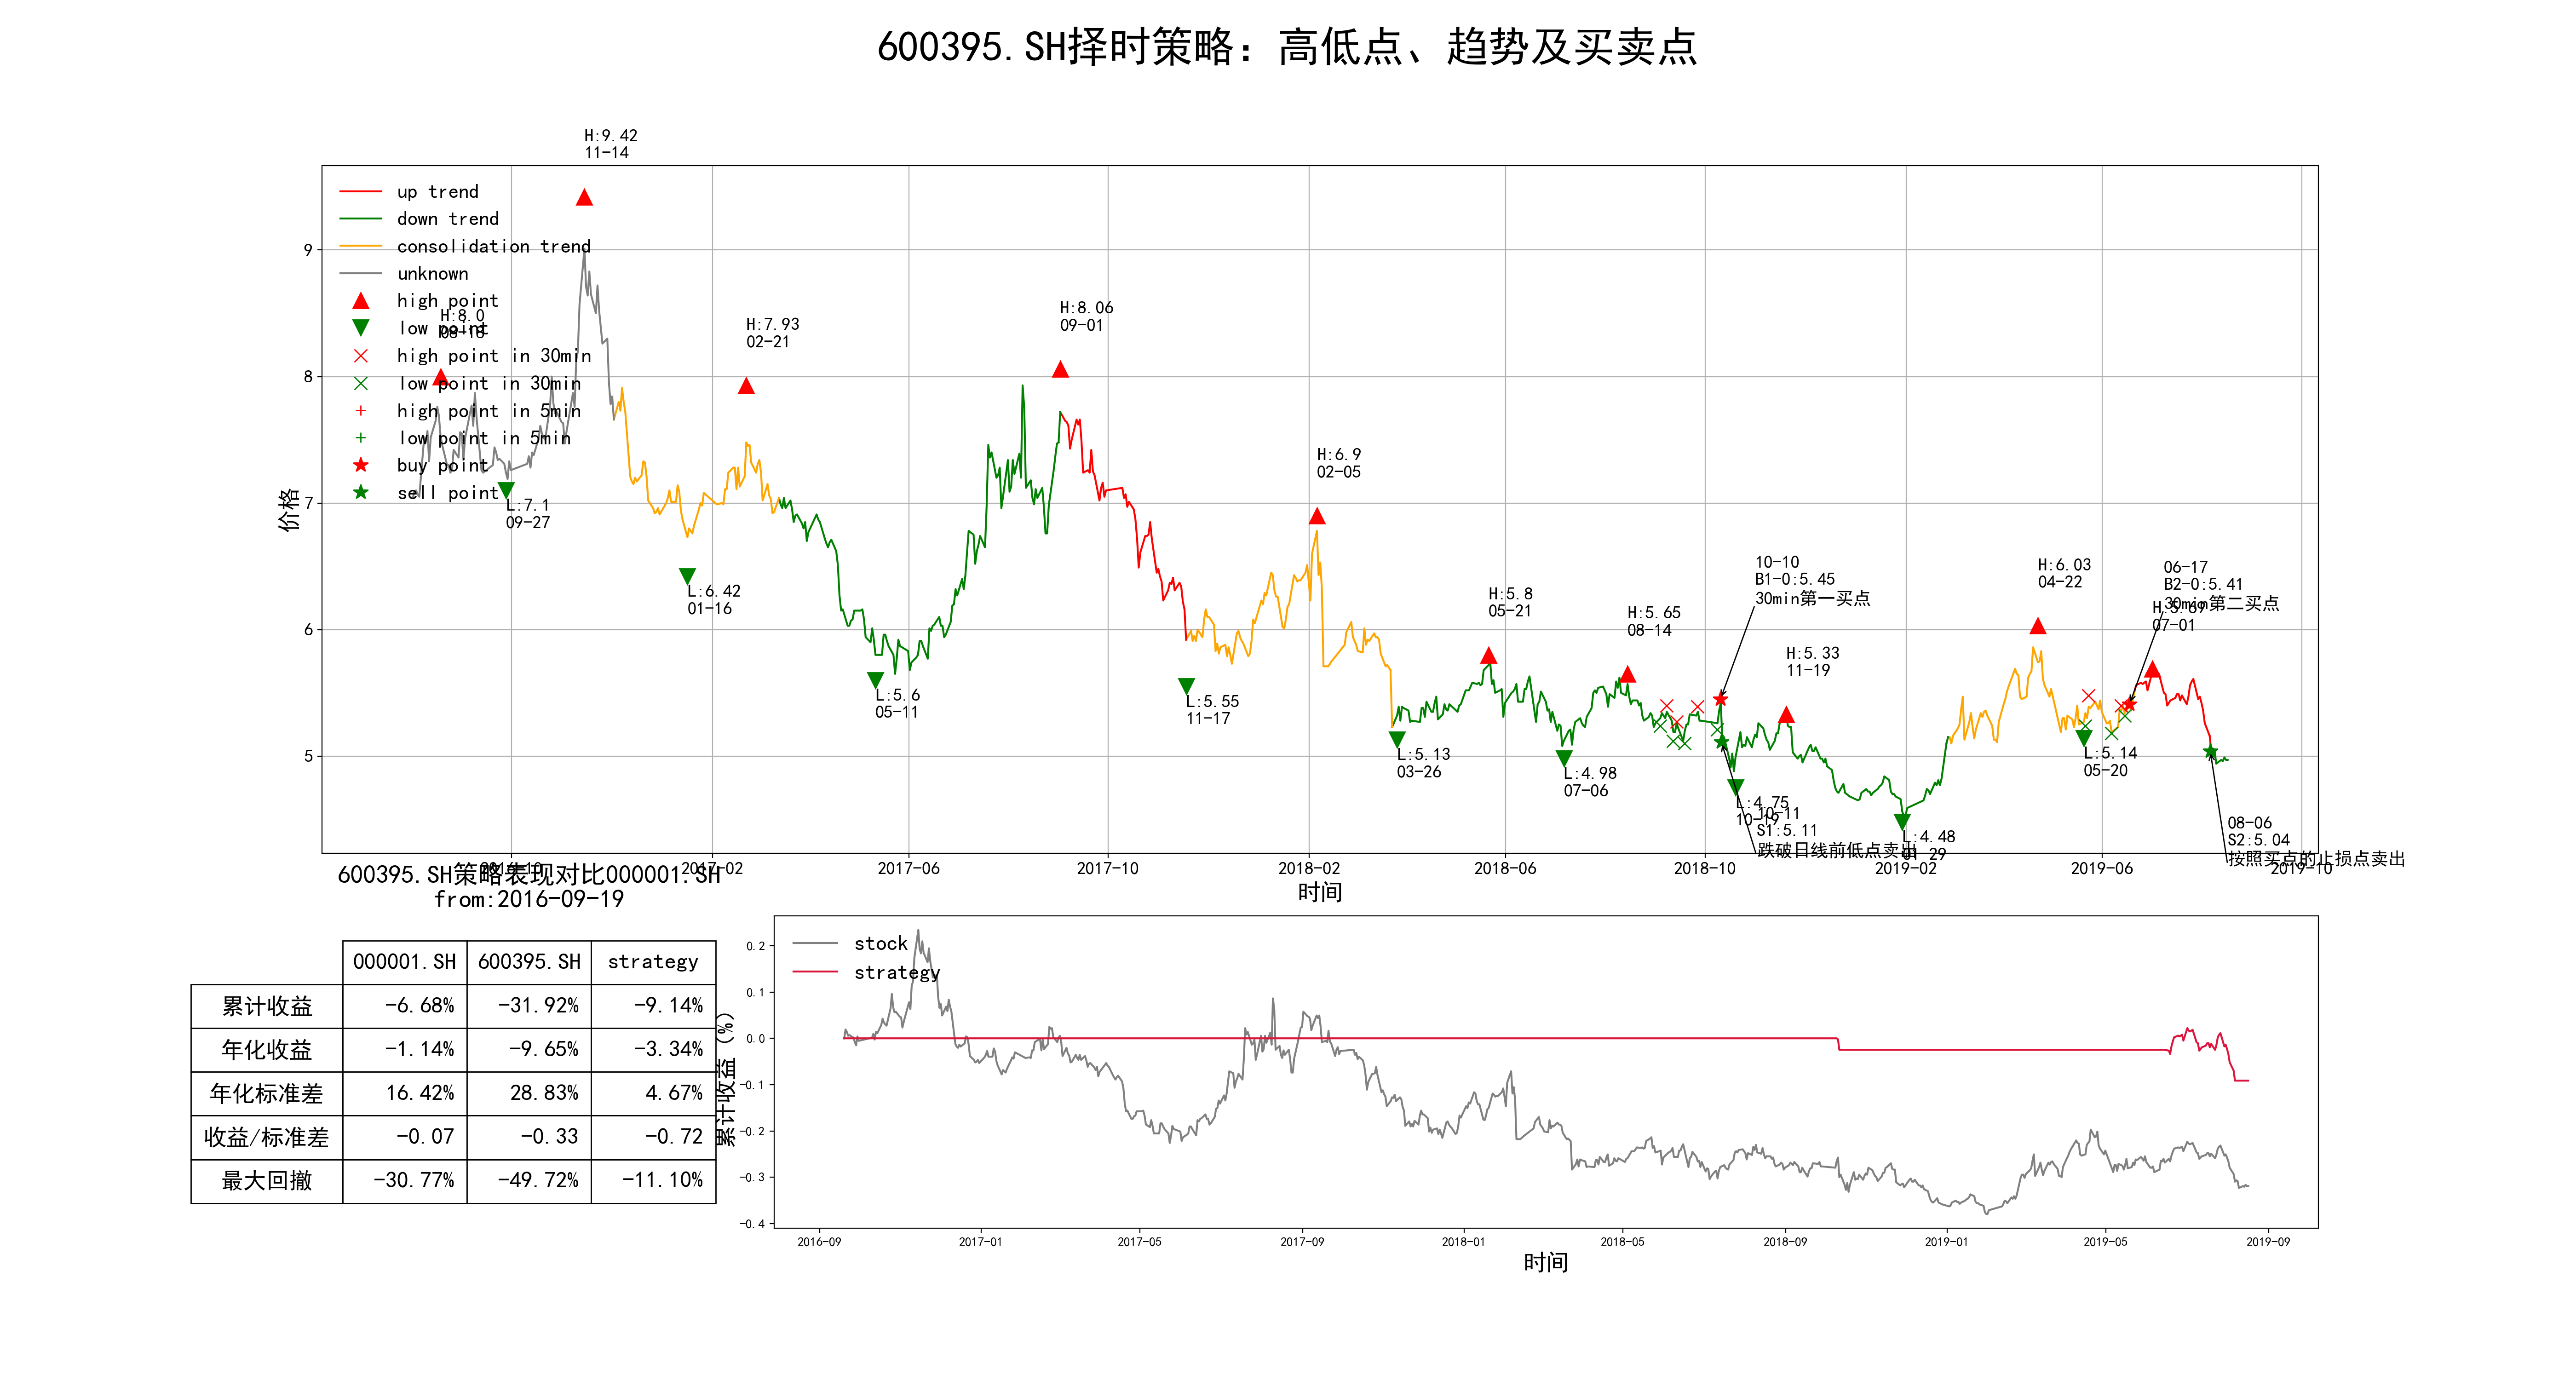 600395.SH择时策略：高低点、趋势及买卖点
H:9.42
11-14
up trend
down trend
consolidation trend
unknown
high point
low point
high point in 30min
low point in 30min
high point in 5min
low point in 5min
buy point
sell point
H:8.0
08-18
L:7.1
09-27
L:6.42
01-16
H:7.93
02-21
L:5.6
05-11
H:8.06
09-01
L:5.55
11-17
H:6.9
02-05
L:5.13
03-26
H:5.8
05-21
L:4.98
07-06
H:5.65
08-14
10-10
B1-0:5.45
30min第一买点
H:5.33
11-19
L:4.75
10-19
10-11
S1:5.11
跌破日线前低点卖出
L:4.48
01-29
H:6.03
04-22
L:5.14
05-20
06-17
B2-0:5.41
30min第二买点
H:5.69
07-01
08-06
S2:5.04
按照买点的止损点卖出
价格
9
8
7
6
5
2016-10
2017-02
2017-06
2017-10
2018-02
2018-06
2018-10
2019-02
2019-06
2019-10
时间
600395.SH策略表现对比000001.SH
from:2016-09-19
000001.SH 600395.SH strategy
累计收益 -6.68% -31.92% -9.14%
年化收益 -1.14% -9.65% -3.34%
年化标准差 16.42% 28.83% 4.67%
收益/标准差 -0.07 -0.33 -0.72
最大回撤 -30.77% -49.72% -11.10%
stock
strategy
累计收益（%）
0.2
0.1
0.0
-0.1
-0.2
-0.3
-0.4
2016-09
2017-01
2017-05
2017-09
2018-01
2018-05
2018-09
2019-01
2019-05
2019-09
时间